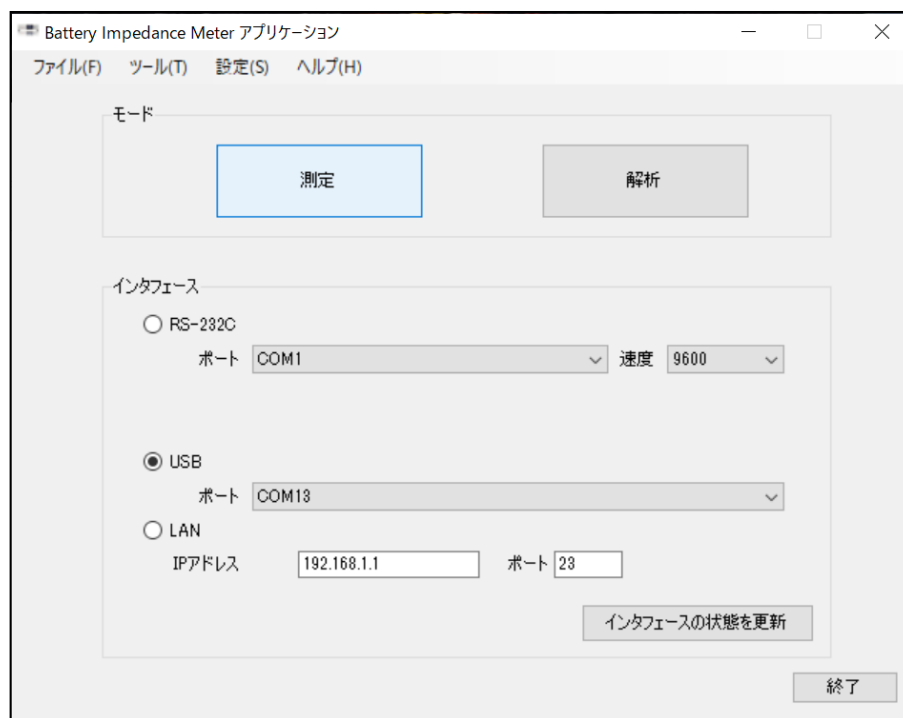 Battery Impedance Meter アプリケーション
ファイル(F) ツール(T) 設定(S) ヘルプ(H)
モード
測定 解析
インタフェース
RS-232C
ポート COM1 速度 9600
USB
ポート COM13
LAN
IPアドレス 192.168.1.1 ポート 23
インタフェースの状態を更新
終了